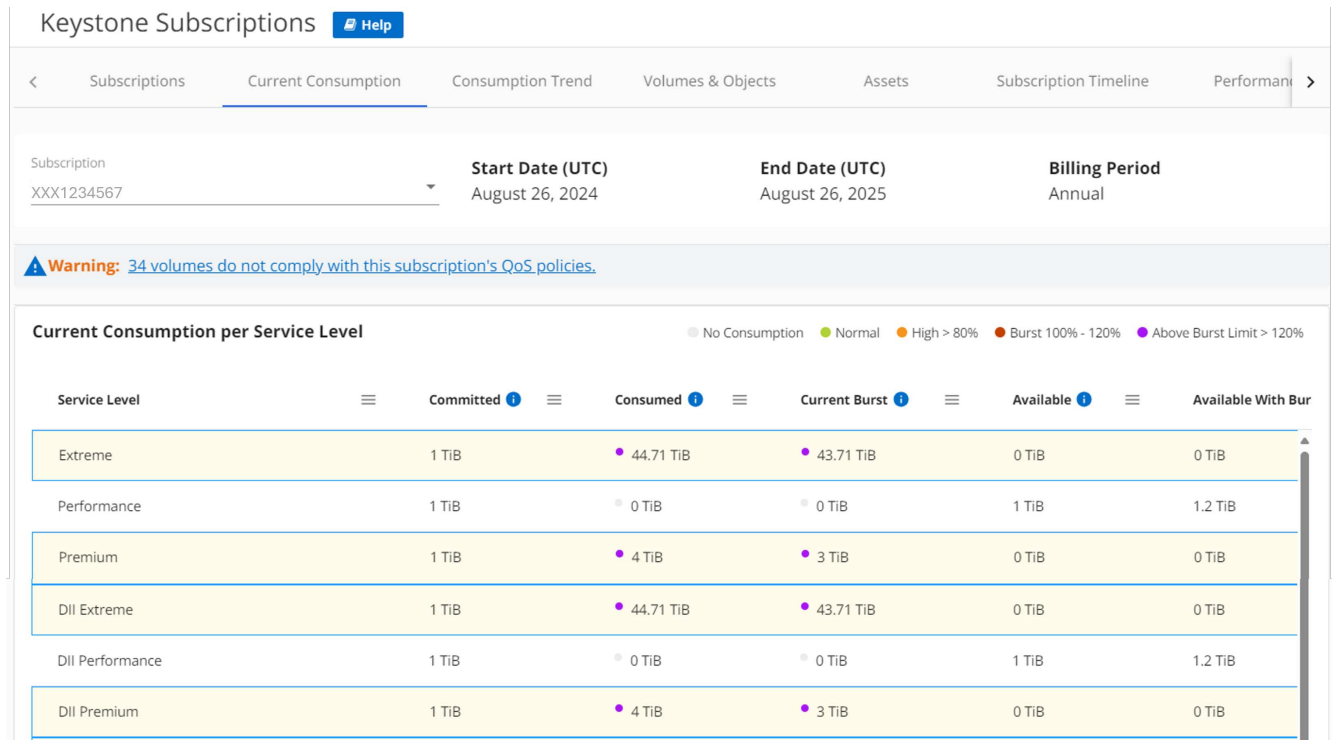 Keystone Subscriptions Help
Subscriptions Current Consumption Consumption Trend Volumes & Objects Assets Subscription Timeline Performanc
Subscription
XXX1234567
Start Date (UTC) End Date (UTC) Billing Period
August 26, 2024 August 26, 2025 Annual
Warning: 34 volumes do not comply with this subscription's QoS policies.
Current Consumption per Service Level No Consumption Normal High > 80% Burst 100% - 120% Above Burst Limit > 120%
Service Level Committed Consumed Current Burst Available Available With Bur
Extreme 1 TiB 44.71 TiB 43.71 TiB 0 TiB 0 TiB
Performance 1 TiB 0 TiB 0 TiB 1 TiB 1.2 TiB
Premium 1 TiB 4 TiB 3 TiB 0 TiB 0 TiB
DII Extreme 1 TiB 44.71 TiB 43.71 TiB 0 TiB 0 TiB
DII Performance 1 TiB 0 TiB 0 TiB 1 TiB 1.2 TiB
DII Premium 1 TiB 4 TiB 3 TiB 0 TiB 0 TiB